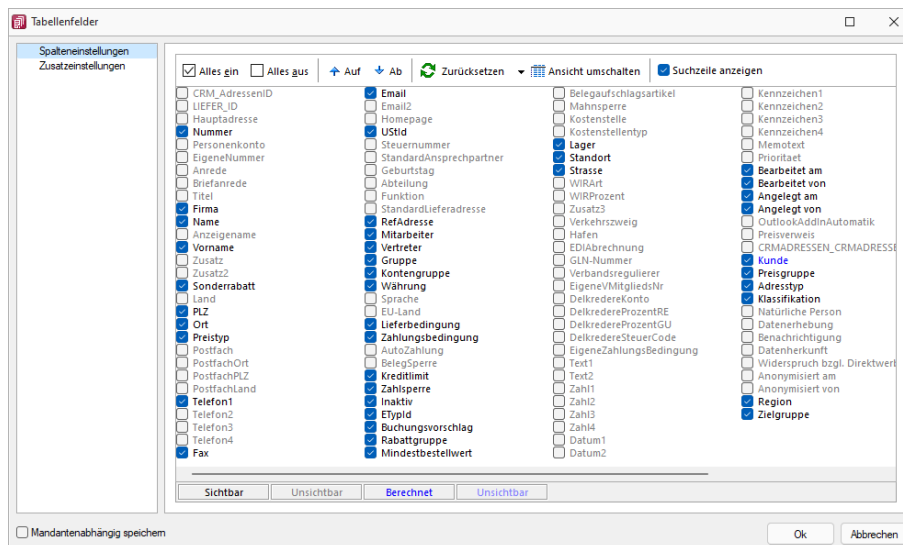 Tabellenfelder
Spalteneinstellungen
Zusatzeinstellungen
Alles ein Alles aus Auf Ab Zurücksetzen Ansicht umschalten Suchzeile anzeigen
CRM_AdressenID
LIEFER_ID
Hauptadresse
Nummer
Personenkonto
EigeneNummer
Anrede
Briefanrede
Titel
Firma
Name
Anzeigename
Vorname
Zusatz
Zusatz2
Sonderrabatt
Land
PLZ
Ort
Preistyp
Postfach
PostfachOrt
PostfachPLZ
PostfachLand
Telefon1
Telefon2
Telefon3
Telefon4
Fax
Email
Email2
Homepage
UStId
Steuernummer
StandardAnsprechpartner
Geburtstag
Abteilung
Funktion
StandardLieferadresse
RefAdresse
Mitarbeiter
Vertreter
Gruppe
Kontengruppe
Währung
Sprache
EU-Land
Lieferbedingung
Zahlungsbedingung
AutoZahlung
BelegSperre
Kreditlimit
Zahlsperre
Inaktiv
ETypId
Buchungsvorschlag
Rabattgruppe
Mindestbestellwert
Belegaufschlagsartikel
Mahnsperre
Kostenstelle
Kostenstellentyp
Lager
Standort
Strasse
WIRArt
WIRProzent
Zusatz3
Verkehrszweig
Hafen
EDIAbrechnung
GLN-Nummer
Verbandsregulierer
EigeneVMitgliedsNr
DelkredereKonto
DelkredereProzentRE
DelkredereProzentGU
DelkredereSteuerCode
EigeneZahlungsBedingung
Text1
Text2
Zahl1
Zahl2
Zahl3
Zahl4
Datum1
Datum2
Kennzeichen1
Kennzeichen2
Kennzeichen3
Kennzeichen4
Memotext
Prioritaet
Bearbeitet am
Bearbeitet von
Angelegt am
Angelegt von
OutlookAddInAutomatik
Preisverweis
CRMADRESSEN_CRMADRESSE
Kunde
Preisgruppe
Adresstyp
Klassifikation
Natürliche Person
Datenerhebung
Benachrichtigung
Datenherkunft
Widerspruch bzgl. Direktwer
Anonymisiert am
Anonymisiert von
Region
Zielgruppe
Sichtbar Unsichtbar Berechnet Unsichtbar
Mandantenabhängig speichern
Ok Abbrechen